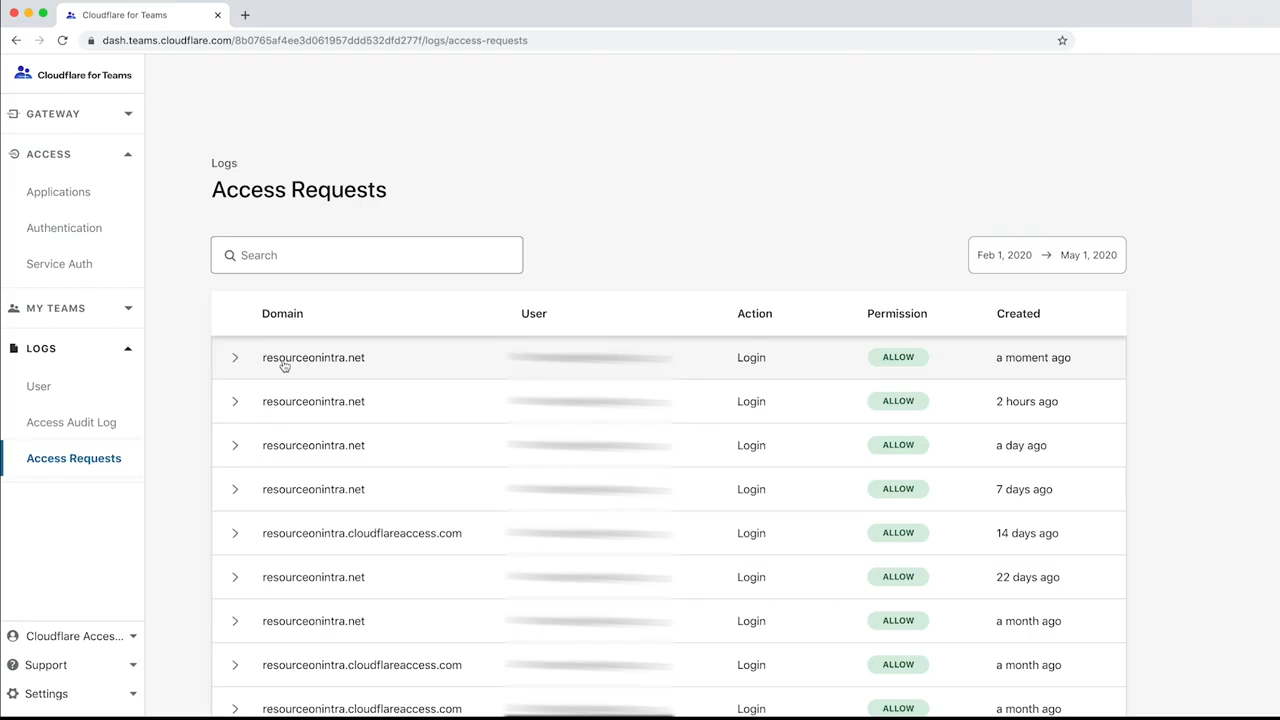 Cloudflare for Teams
dash.teams.cloudflare.com/8b0765af4ee3d061957ddd532dfd277f/logs/access-requests
Cloudflare for Teams
GATEWAY
ACCESS
Applications
Authentication
Service Auth
MY TEAMS
LOGS
User
Access Audit Log
Access Requests
Cloudflare Acces...
Support
Settings
Logs
Access Requests
Search
Feb 1, 2020 → May 1, 2020
Domain User Action Permission Created
resourceonintra.net Login ALLOW a moment ago
resourceonintra.net Login ALLOW 2 hours ago
resourceonintra.net Login ALLOW a day ago
resourceonintra.net Login ALLOW 7 days ago
resourceonintra.cloudflareaccess.com Login ALLOW 14 days ago
resourceonintra.net Login ALLOW 22 days ago
resourceonintra.net Login ALLOW a month ago
resourceonintra.cloudflareaccess.com Login ALLOW a month ago
resourceonintra.cloudflareaccess.com Login ALLOW a month ago